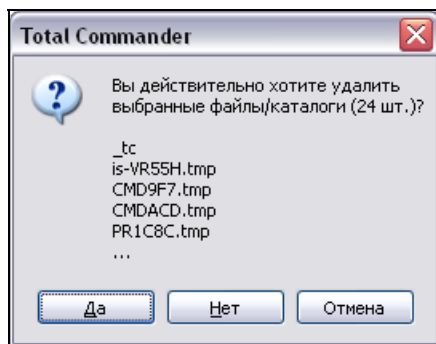 Total Commander
Вы действительно хотите удалить
выбранные файлы/каталоги (24 шт.)?
_tc
is-VR55H.tmp
CMD9F7.tmp
CMDACD.tmp
PR1C8C.tmp
...
Да
Нет
Отмена